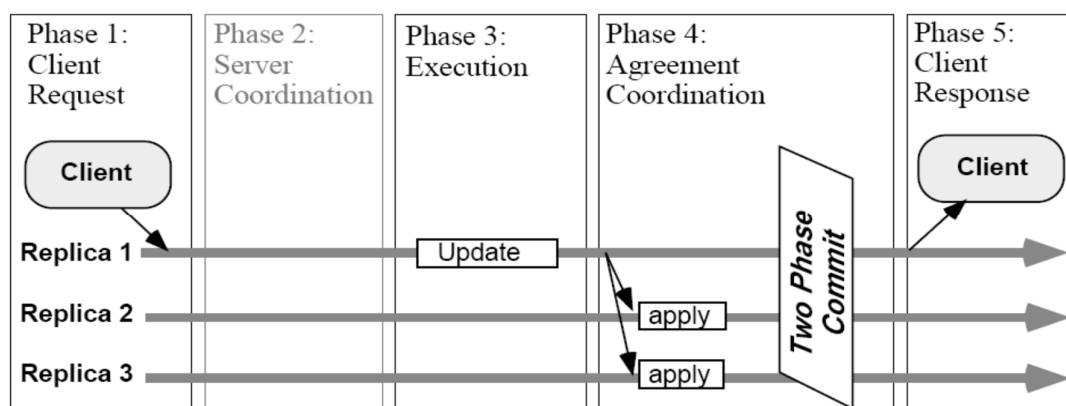 Phase 1:
Client
Request
Phase 2:
Server
Coordination
Phase 3:
Execution
Phase 4:
Agreement
Coordination
Phase 5:
Client
Response
Client
Client
Replica 1
Update
Replica 2
apply
Replica 3
apply
Two Phase
Commit